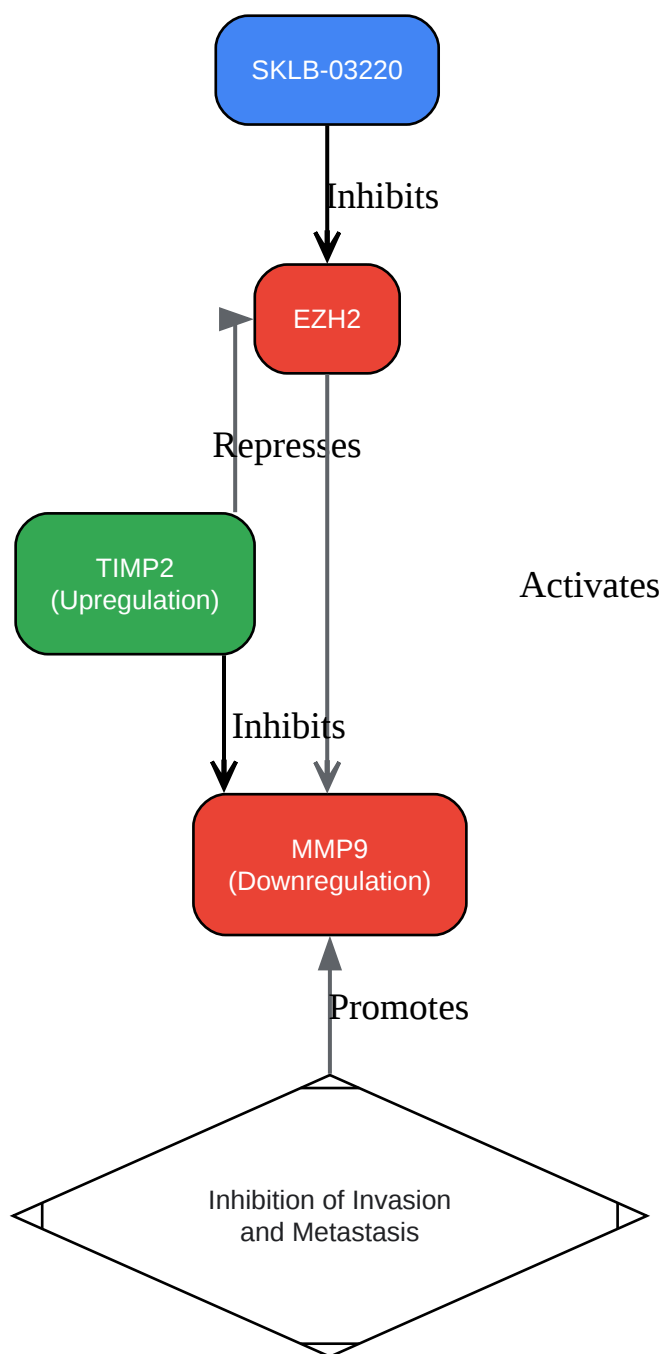 SKLB-03220
Inhibits
EZH2
Represses
TIMP2
(Upregulation)
Activates
Inhibits
MMP9
(Downregulation)
Promotes
Inhibition of Invasion
and Metastasis